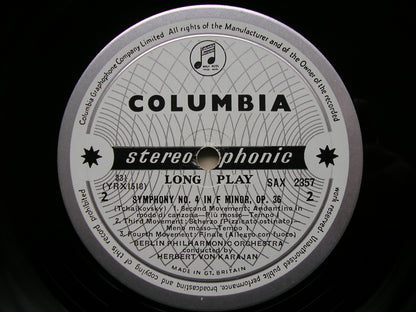 Columbia Graphophone Company Limited. All rights of the Manufacturer and of the Owner of the recorded
work reserved. Unauthorised public performance, broadcasting and copying of this record prohibited
COLUMBIA
stereophonic
33⅓ LONG PLAY SAX 2357
(YRX1518)
2 2
SYMPHONY NO. 4 IN F MINOR, OP. 36
(Tchaikovsky) 1. Second Movement: Andantino in
modo di canzona—Più mosso—Tempo I
2. Third Movement: Scherzo (Pizzicato ostinato)
Meno mosso—Tempo I
3. Fourth Movement: Finale (Allegro con fuoco)
BERLIN PHILHARMONIC ORCHESTRA
conducted by
HERBERT VON KARAJAN
MADE IN GT. BRITAIN